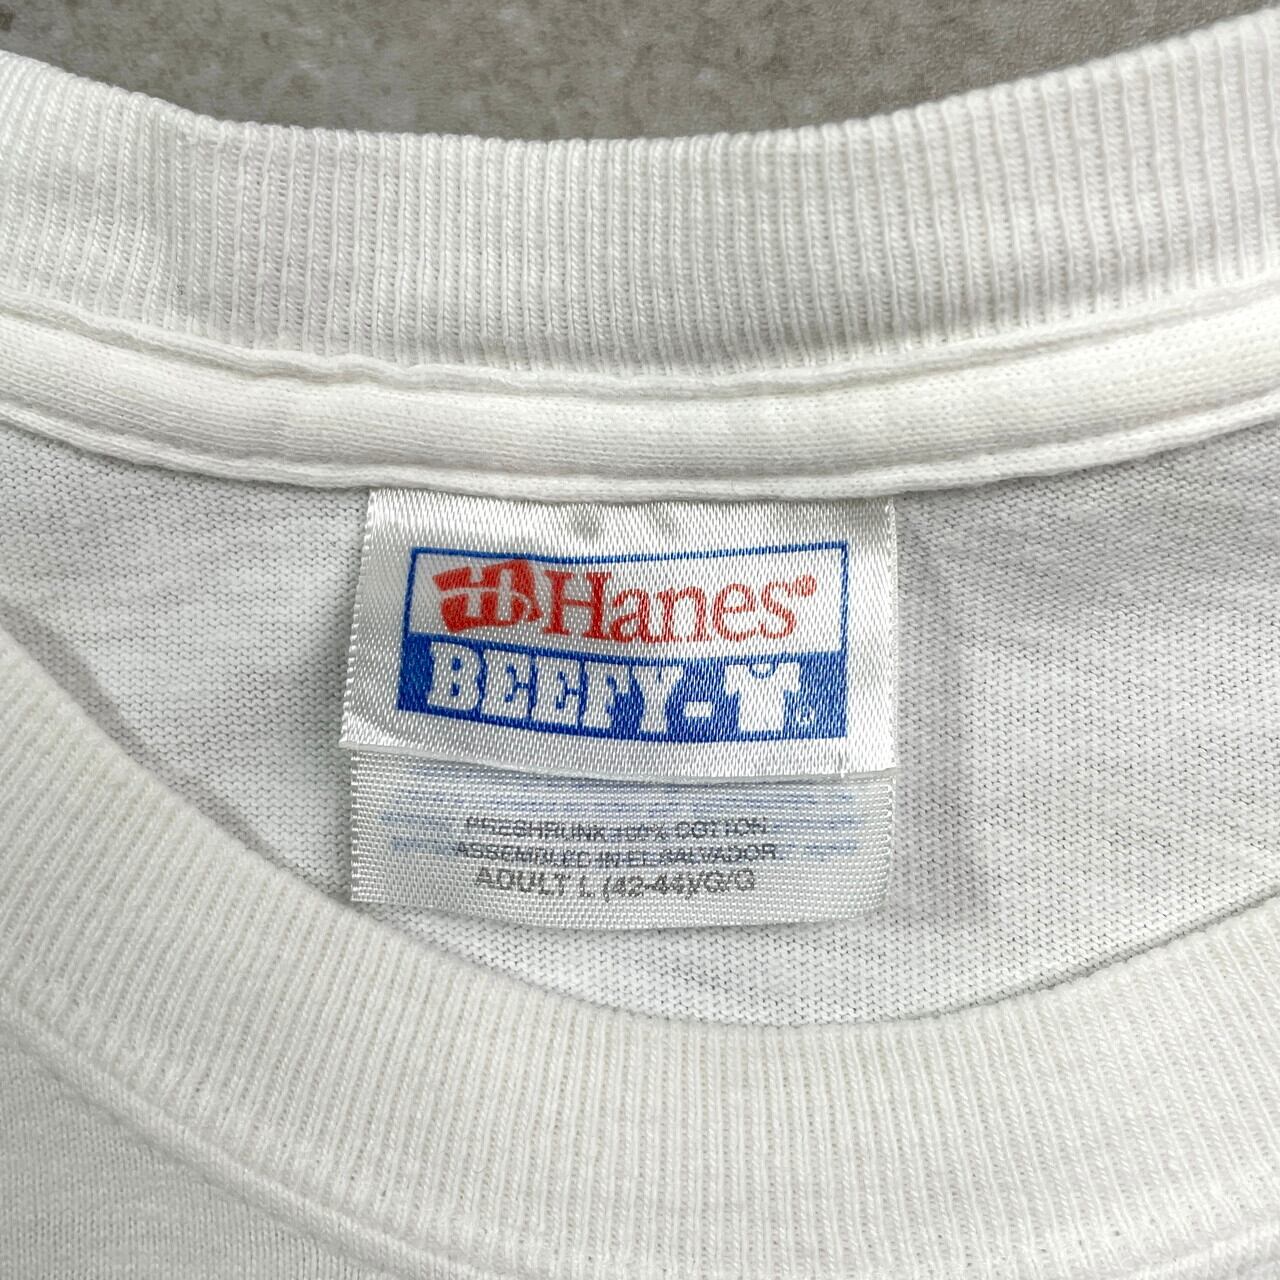 Hanes®
BEEFY-
PRESHRUNK 100% COTTON
ASSEMBLED IN EL SALVADOR
ADULT L (42-44)/G/G